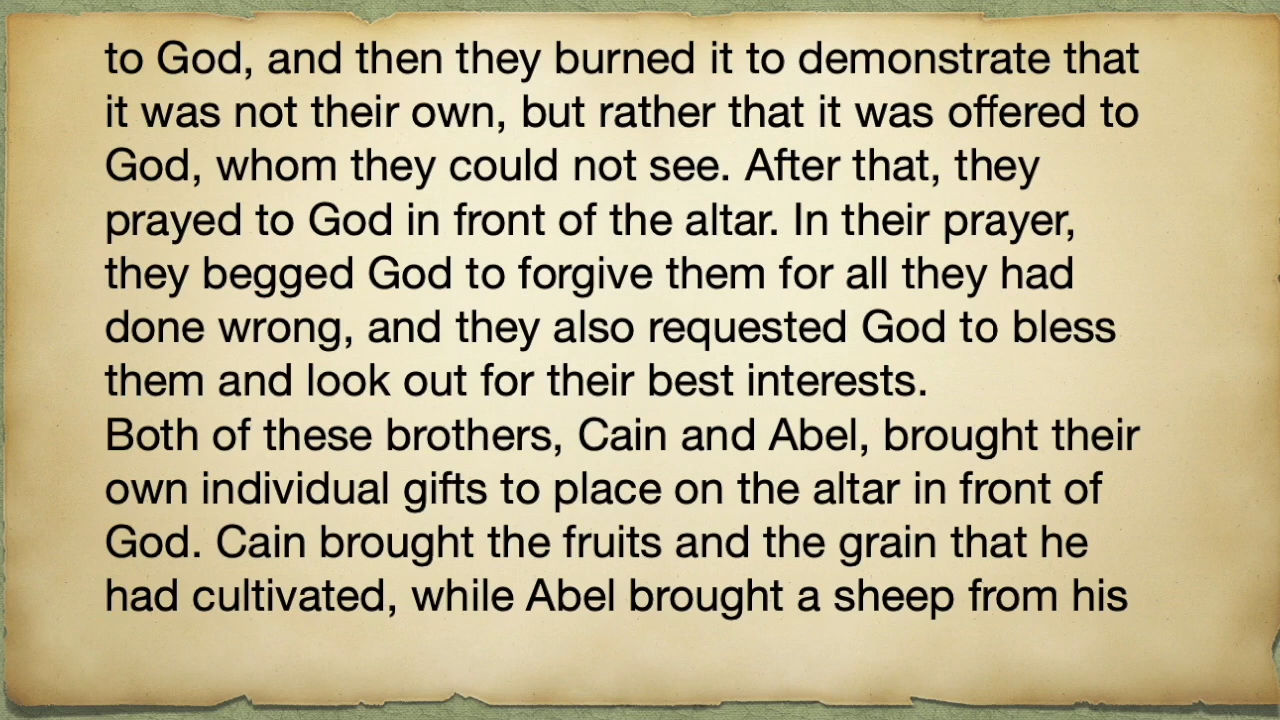 to God, and then they burned it to demonstrate that
it was not their own, but rather that it was offered to
God, whom they could not see. After that, they
prayed to God in front of the altar. In their prayer,
they begged God to forgive them for all they had
done wrong, and they also requested God to bless
them and look out for their best interests.
Both of these brothers, Cain and Abel, brought their
own individual gifts to place on the altar in front of
God. Cain brought the fruits and the grain that he
had cultivated, while Abel brought a sheep from his